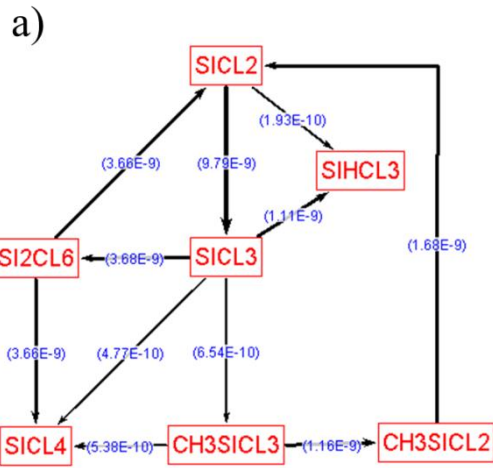 a)
SICL2
(1.93E-10)
(3.66E-9) (9.79E-9)
SIHCL3
(1.11E-9)
(1.68E-9)
SI2CL6 (3.68E-9) SICL3
(3.66E-9) (4.77E-10) (6.54E-10)
SICL4 (5.38E-10) CH3SICL3 (1.16E-9) CH3SICL2